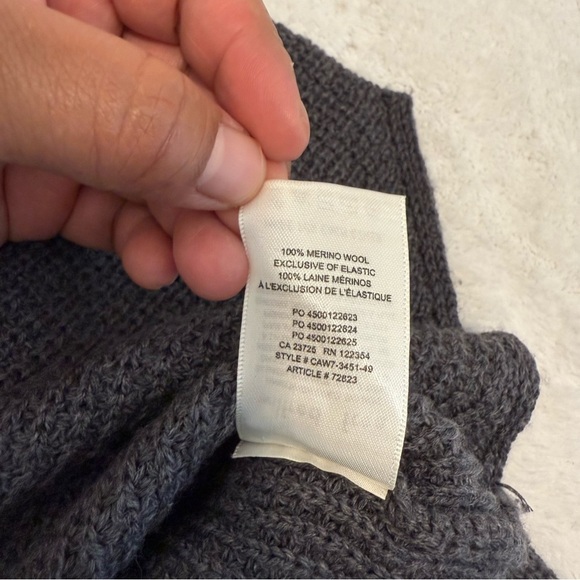 100% MERINO WOOL
EXCLUSIVE OF ELASTIC
100% LAINE MÉRINOS
À L'EXCLUSION DE L'ÉLASTIQUE
PO 4500122623
PO 4500122624
PO 4500122625
CA 23725 RN 122354
STYLE # CAW7-3451-49
ARTICLE # 72823